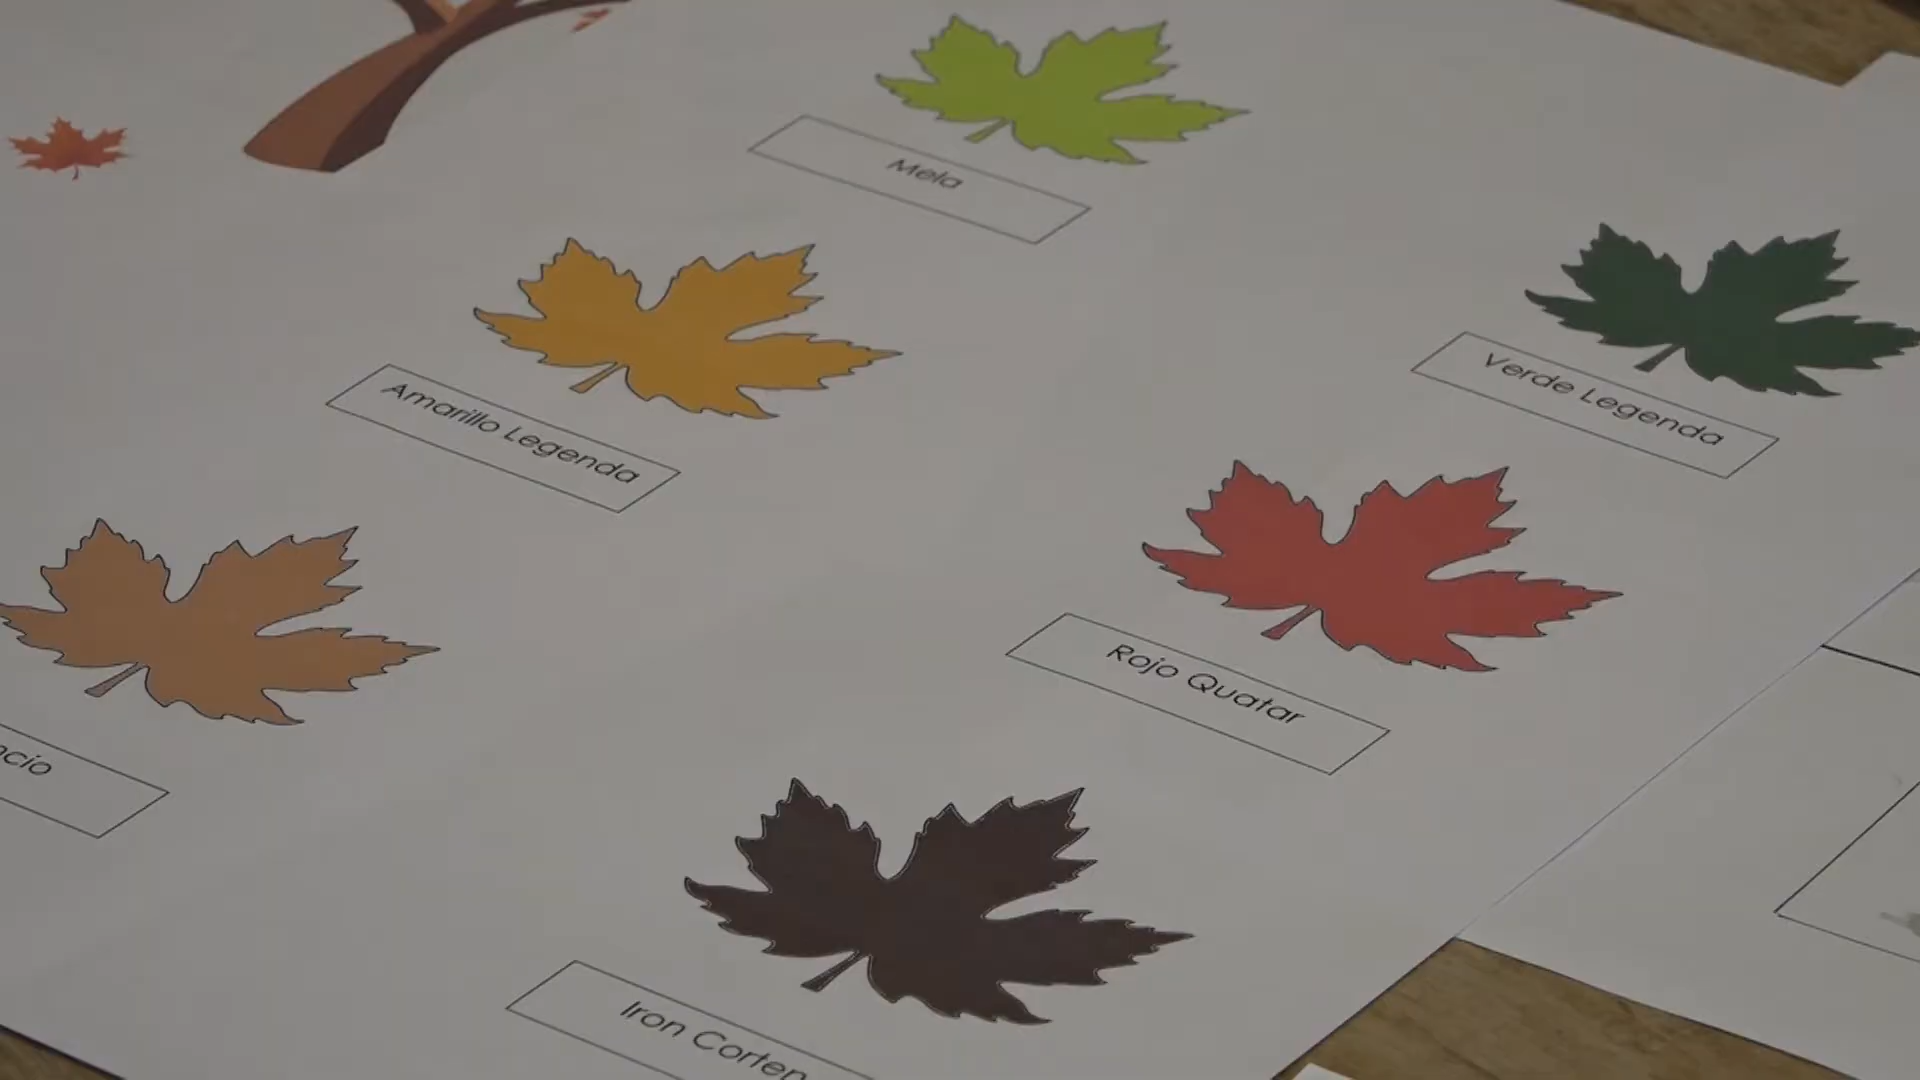 Mela
Amarillo Legenda
Verde Legenda
Rojo Quatar
Iron Corten